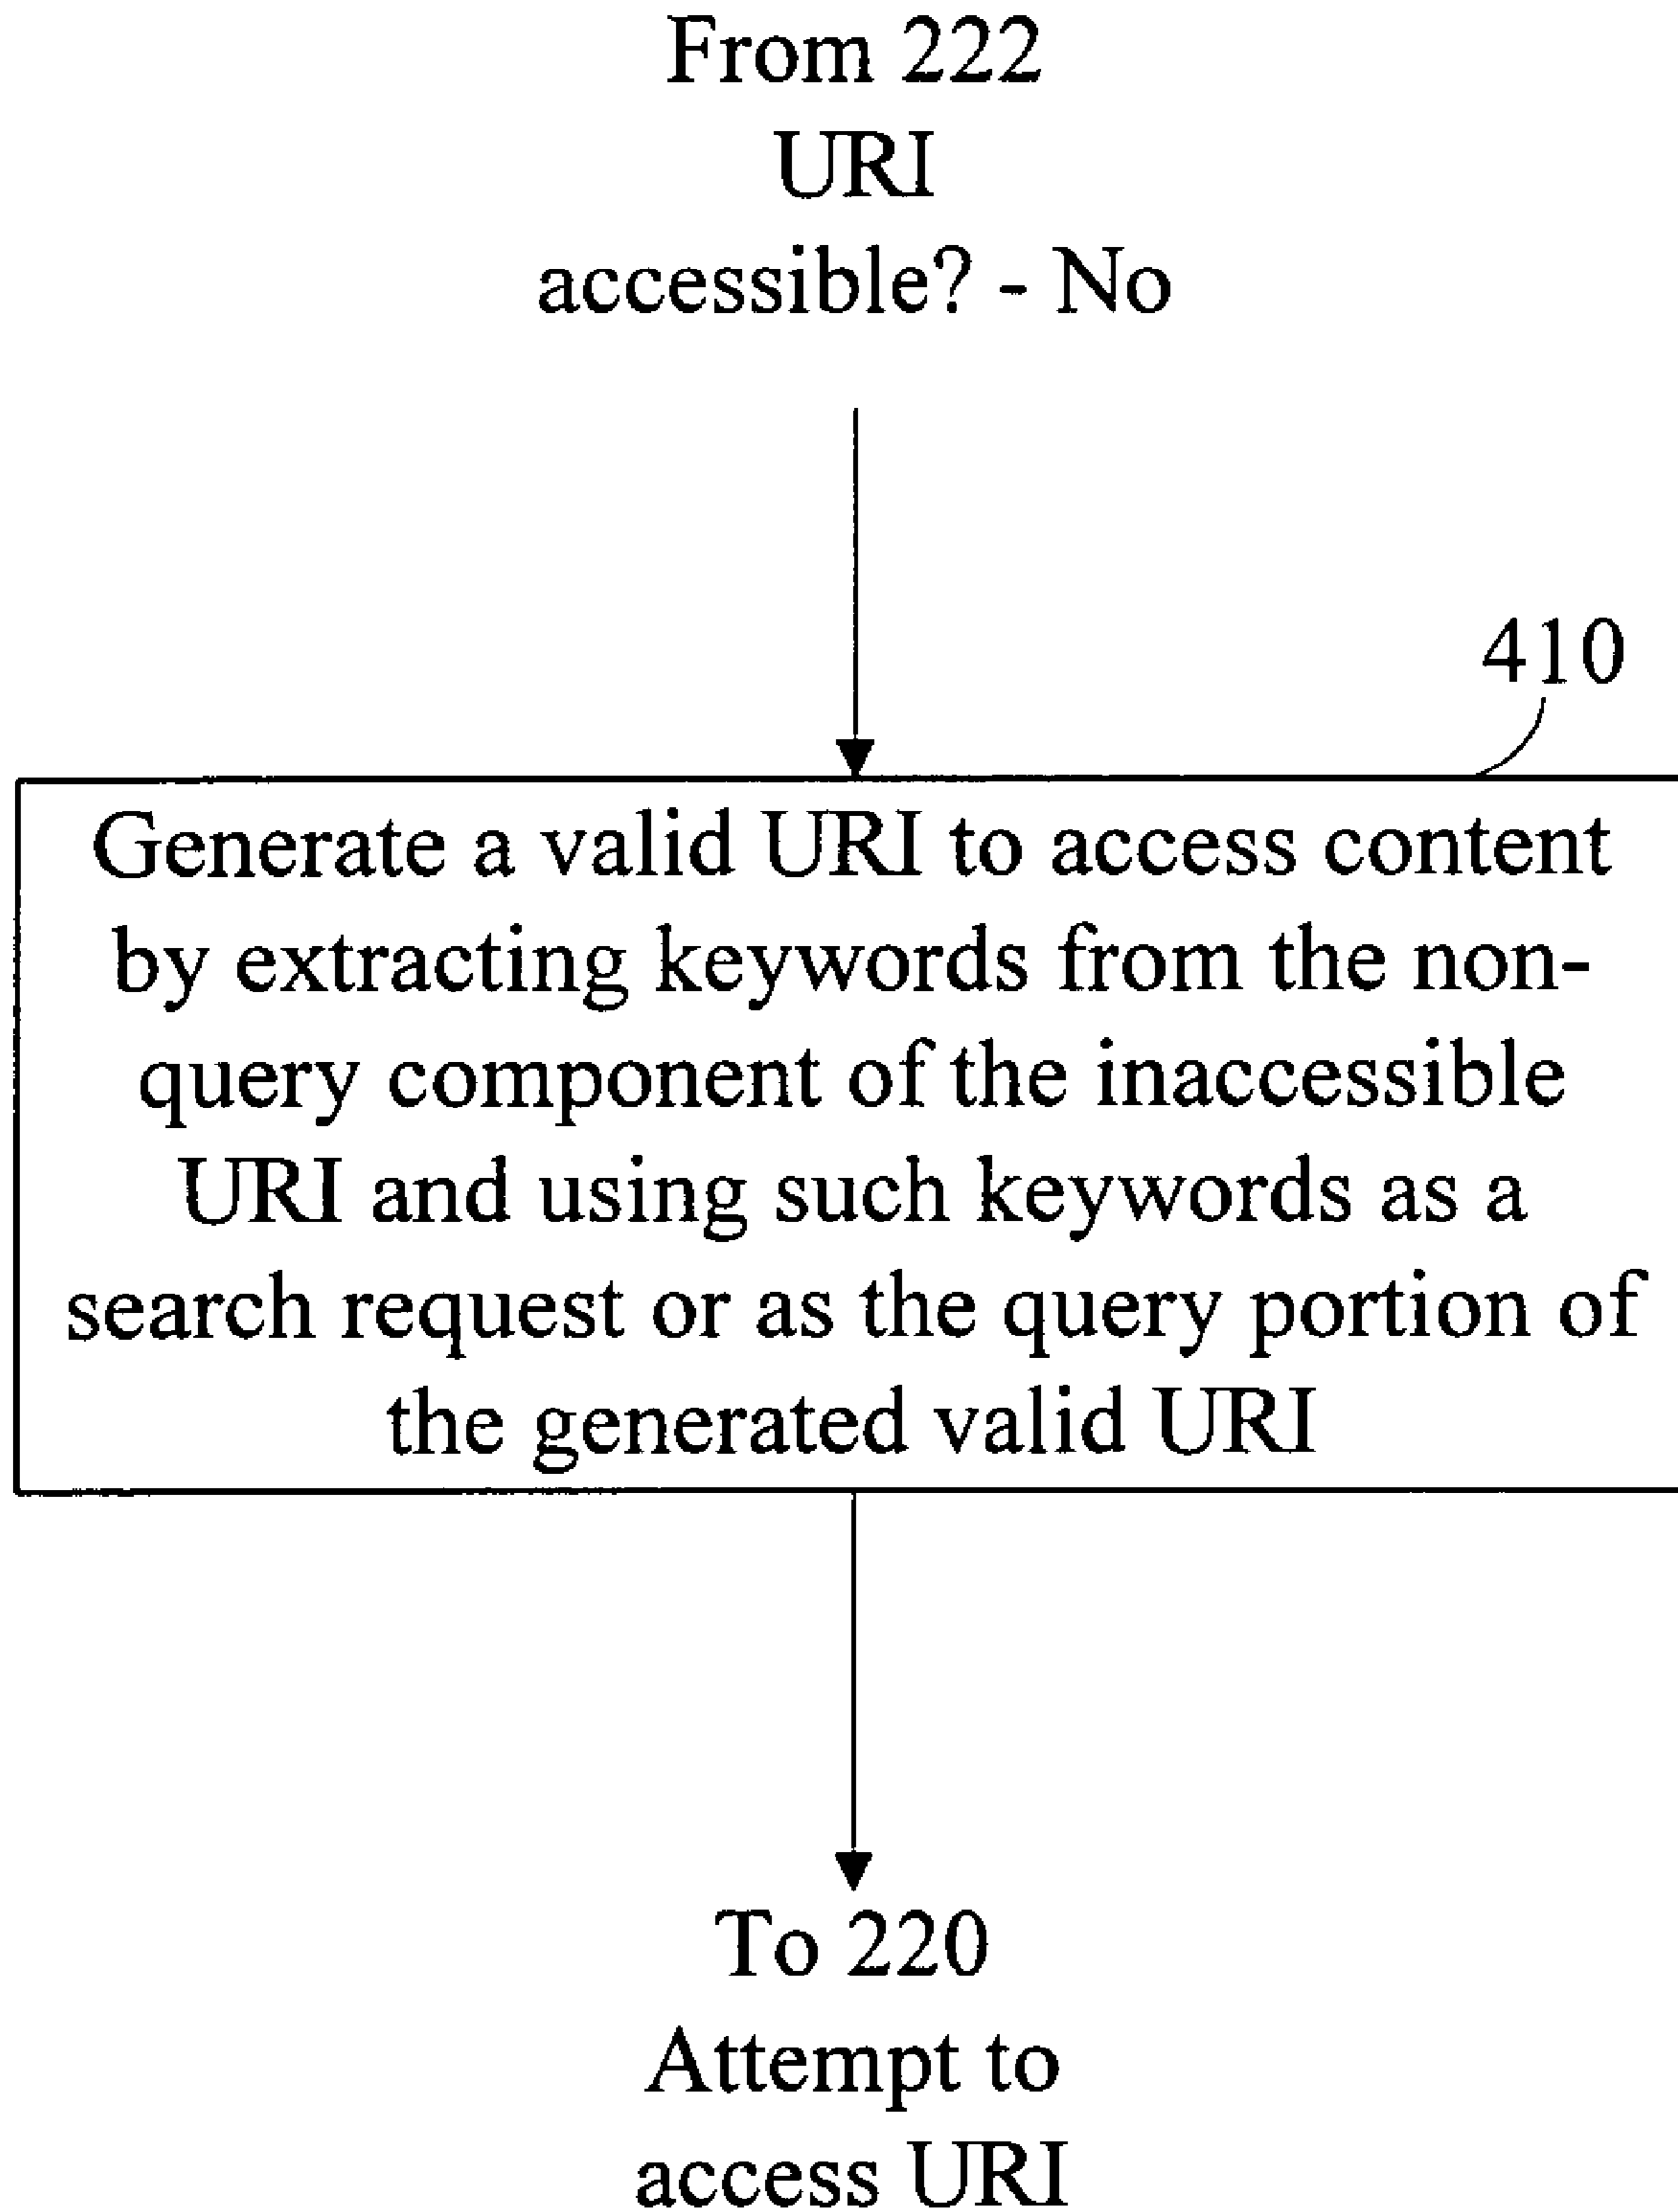 From 222
URI
accessible? - No
410
Generate a valid URI to access content
by extracting keywords from the non-
query component of the inaccessible
URI and using such keywords as a
search request or as the query portion of
the generated valid URI
To 220
Attempt to
access URI